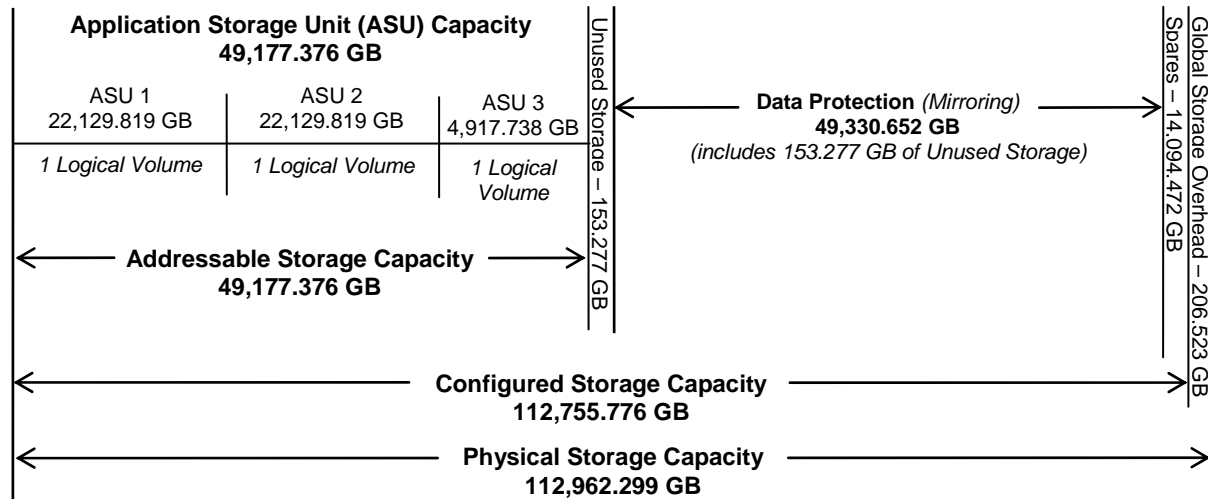 Application Storage Unit (ASU) Capacity
49,177.376 GB
ASU 1
22,129.819 GB
ASU 2
22,129.819 GB
ASU 3
4,917.738 GB
1 Logical Volume
1 Logical Volume
1 Logical
Volume
Addressable Storage Capacity
49,177.376 GB
Unused Storage – 153.277 GB
Data Protection (Mirroring)
49,330.652 GB
(includes 153.277 GB of Unused Storage)
Spares – 14,094.472 GB
Global Storage Overhead – 206.523 GB
Configured Storage Capacity
112,755.776 GB
Physical Storage Capacity
112,962.299 GB